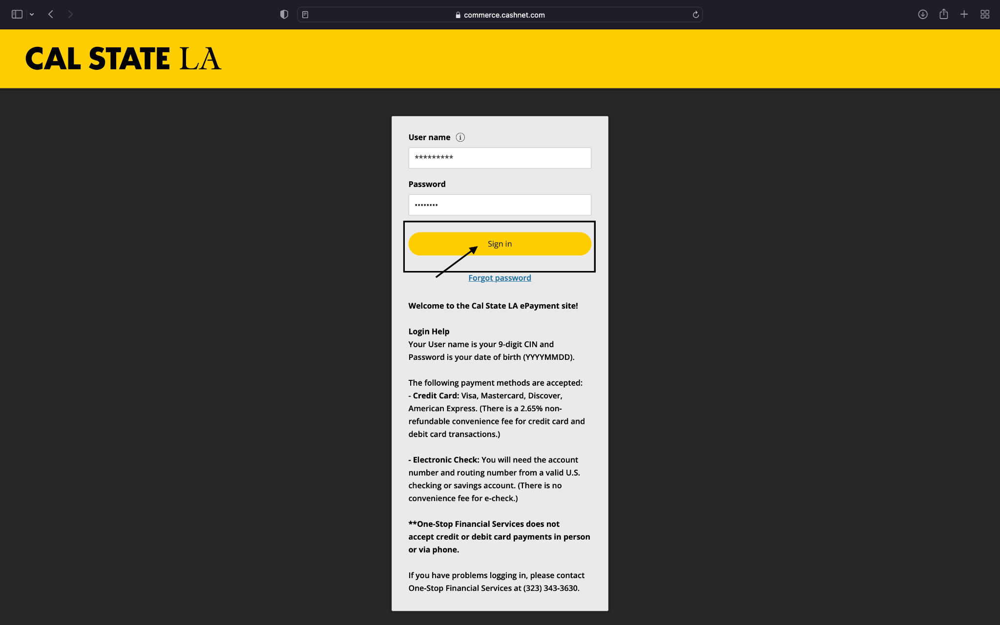 commerce.cashnet.com
CAL STATE LA
User name
*********
Password
••••••••
Sign in
Forgot password
Welcome to the Cal State LA ePayment site!
Login Help
Your User name is your 9-digit CIN and
Password is your date of birth (YYYYMMDD).
The following payment methods are accepted:
- Credit Card: Visa, Mastercard, Discover,
American Express. (There is a 2.65% non-
refundable convenience fee for credit card and
debit card transactions.)
- Electronic Check: You will need the account
number and routing number from a valid U.S.
checking or savings account. (There is no
convenience fee for e-check.)
**One-Stop Financial Services does not
accept credit or debit card payments in person
or via phone.
If you have problems logging in, please contact
One-Stop Financial Services at (323) 343-3630.